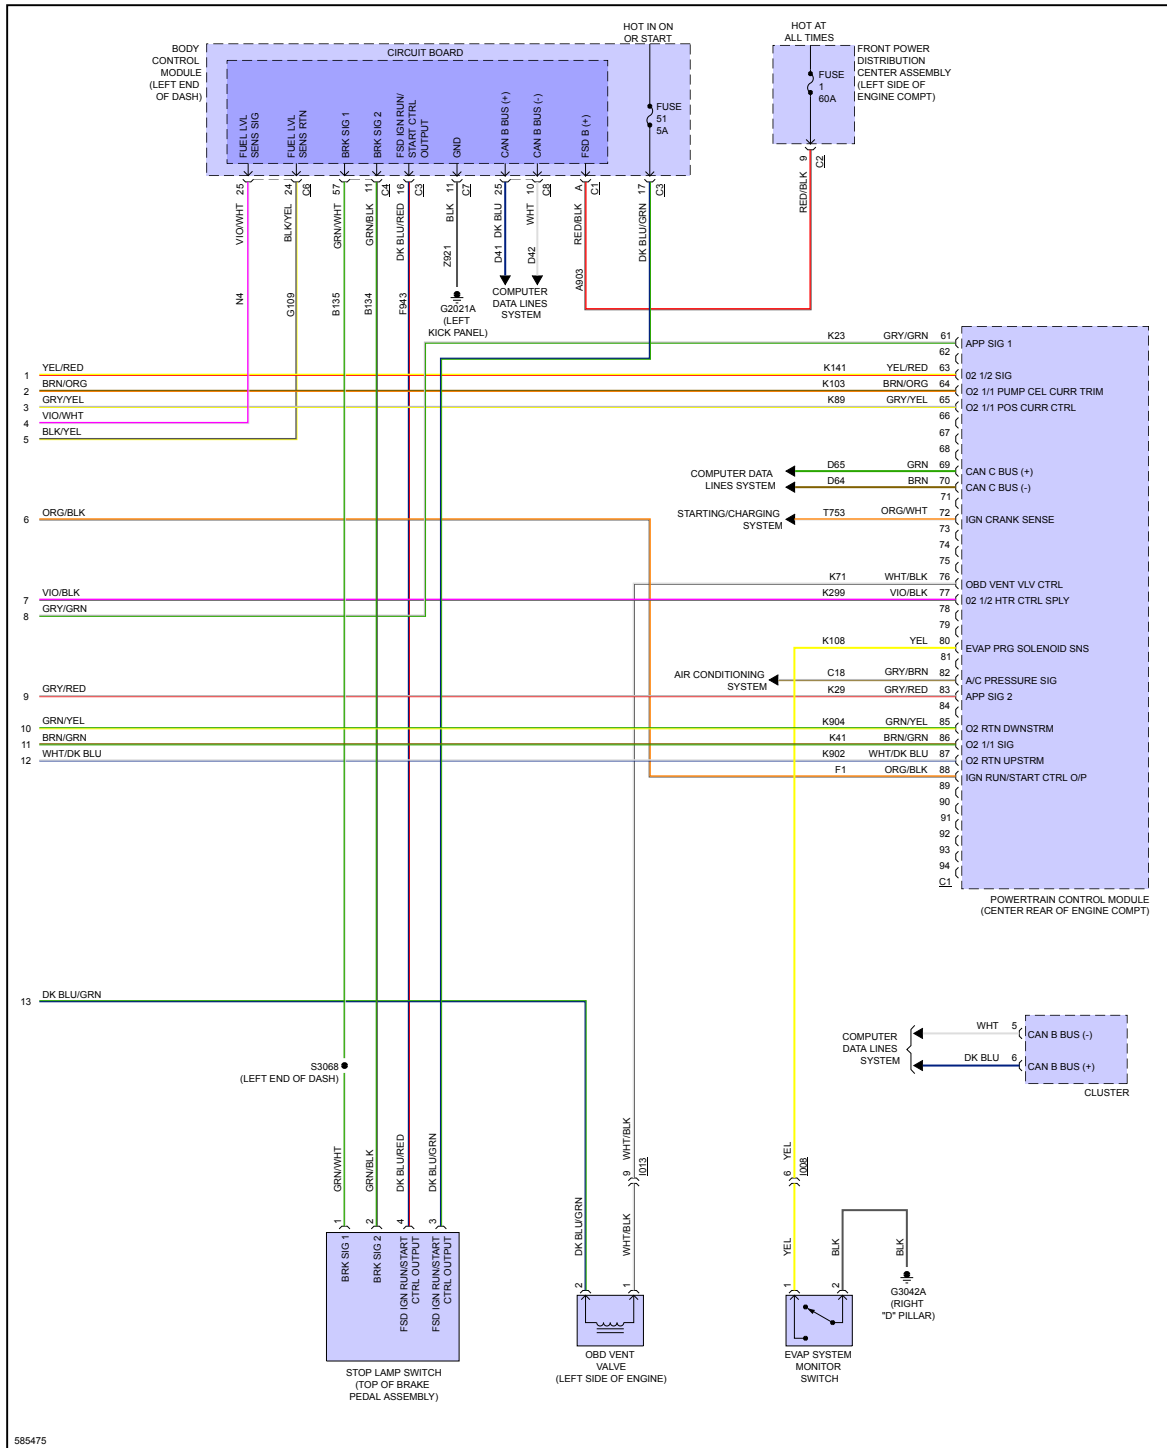 HOT IN ON
OR START
HOT AT
ALL TIMES
BODY
CONTROL
MODULE
(LEFT END
OF DASH)
CIRCUIT BOARD
FUEL LVL
SENS SIG
FUEL LVL
SENS RTN
BRK SIG 1
BRK SIG 2
FSD IGN RUN/
START CTRL
OUTPUT
GND
CAN B BUS (+)
CAN B BUS (-)
FSD B (+)
FUSE
51
5A
FUSE
1
60A
FRONT POWER
DISTRIBUTION
CENTER ASSEMBLY
(LEFT SIDE OF
ENGINE COMPT)
25
24
C6
57
11
C4
16
C3
11
C7
25
10
C8
A
C1
17
C3
9
C2
VIO/WHT
BLK/YEL
GRN/WHT
GRN/BLK
DK BLU/RED
BLK
DK BLU
WHT
RED/BLK
DK BLU/GRN
RED/BLK
N4
G109
B135
B134
F943
Z921
D41
D42
A903
G2021A
(LEFT
KICK PANEL)
COMPUTER
DATA LINES
SYSTEM
K23 GRY/GRN 61 APP SIG 1
62
1 YEL/RED K141 YEL/RED 63 02 1/2 SIG
2 BRN/ORG K103 BRN/ORG 64 O2 1/1 PUMP CEL CURR TRIM
3 GRY/YEL K89 GRY/YEL 65 O2 1/1 POS CURR CTRL
4 VIO/WHT 66
5 BLK/YEL 67
68
COMPUTER DATA
LINES SYSTEM
D65 GRN 69 CAN C BUS (+)
D64 BRN 70 CAN C BUS (-)
71
6 ORG/BLK
STARTING/CHARGING
SYSTEM
T753 ORG/WHT 72 IGN CRANK SENSE
73
74
75
K71 WHT/BLK 76 OBD VENT VLV CTRL
7 VIO/BLK K299 VIO/BLK 77 02 1/2 HTR CTRL SPLY
8 GRY/GRN 78
79
K108 YEL 80 EVAP PRG SOLENOID SNS
81
AIR CONDITIONING
SYSTEM
C18 GRY/BRN 82 A/C PRESSURE SIG
9 GRY/RED K29 GRY/RED 83 APP SIG 2
84
10 GRN/YEL K904 GRN/YEL 85 O2 RTN DWNSTRM
11 BRN/GRN K41 BRN/GRN 86 O2 1/1 SIG
12 WHT/DK BLU K902 WHT/DK BLU 87 O2 RTN UPSTRM
F1 ORG/BLK 88 IGN RUN/START CTRL O/P
89
90
91
92
93
94
C1
POWERTRAIN CONTROL MODULE
(CENTER REAR OF ENGINE COMPT)
13 DK BLU/GRN
S3068
(LEFT END OF DASH)
COMPUTER
DATA LINES
SYSTEM
WHT 5 CAN B BUS (-)
DK BLU 6 CAN B BUS (+)
CLUSTER
GRN/WHT
GRN/BLK
DK BLU/RED
DK BLU/GRN
1
2
4
3
BRK SIG 1
BRK SIG 2
FSD IGN RUN/START
CTRL OUTPUT
FSD IGN RUN/START
CTRL OUTPUT
STOP LAMP SWITCH
(TOP OF BRAKE
PEDAL ASSEMBLY)
WHT/BLK
9
I013
DK BLU/GRN
WHT/BLK
2
1
OBD VENT
VALVE
(LEFT SIDE OF ENGINE)
YEL
6
I008
YEL
BLK
BLK
1
2
G3042A
(RIGHT
"D" PILLAR)
EVAP SYSTEM
MONITOR
SWITCH
585475